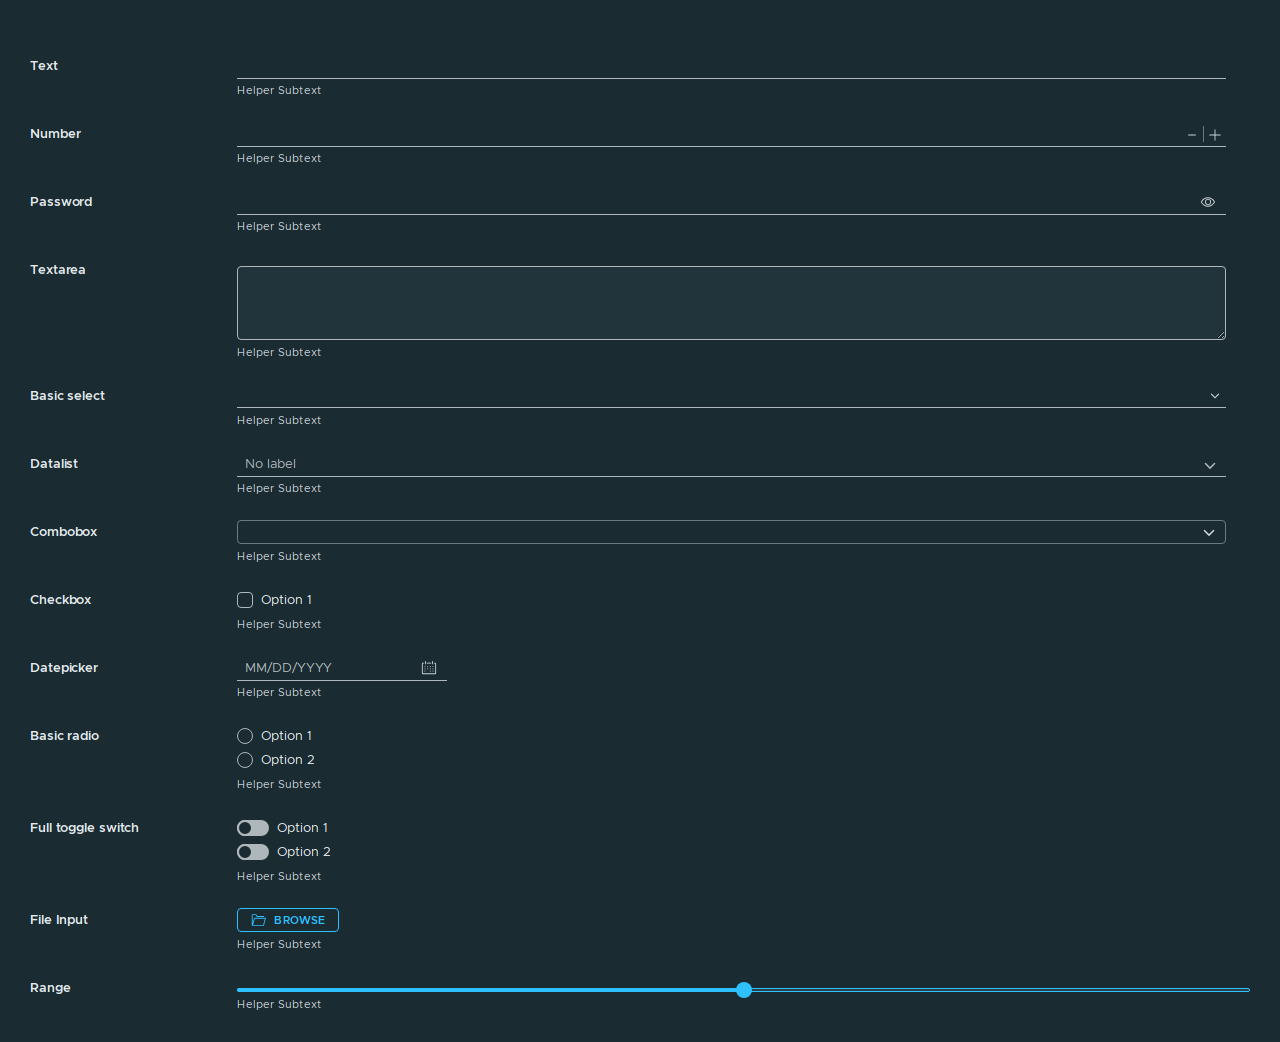 Text
Helper Subtext
Number
Helper Subtext
Password
Helper Subtext
Textarea
Helper Subtext
Basic select
Helper Subtext
Datalist No label
Helper Subtext
Combobox
Helper Subtext
Checkbox Option 1
Helper Subtext
Datepicker MM/DD/YYYY
Helper Subtext
Basic radio Option 1
Option 2
Helper Subtext
Full toggle switch Option 1
Option 2
Helper Subtext
File Input BROWSE
Helper Subtext
Range
Helper Subtext